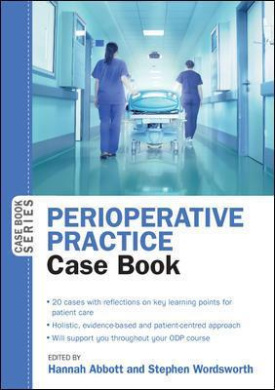 CASE BOOK
SERIES
PERIOPERATIVE
PRACTICE
Case Book
• 20 cases with reflections on key learning points for
patient care
• Holistic, evidence-based and patient-centred approach
• Will support you throughout your ODP course
EDITED BY
Hannah Abbott and Stephen Wordsworth